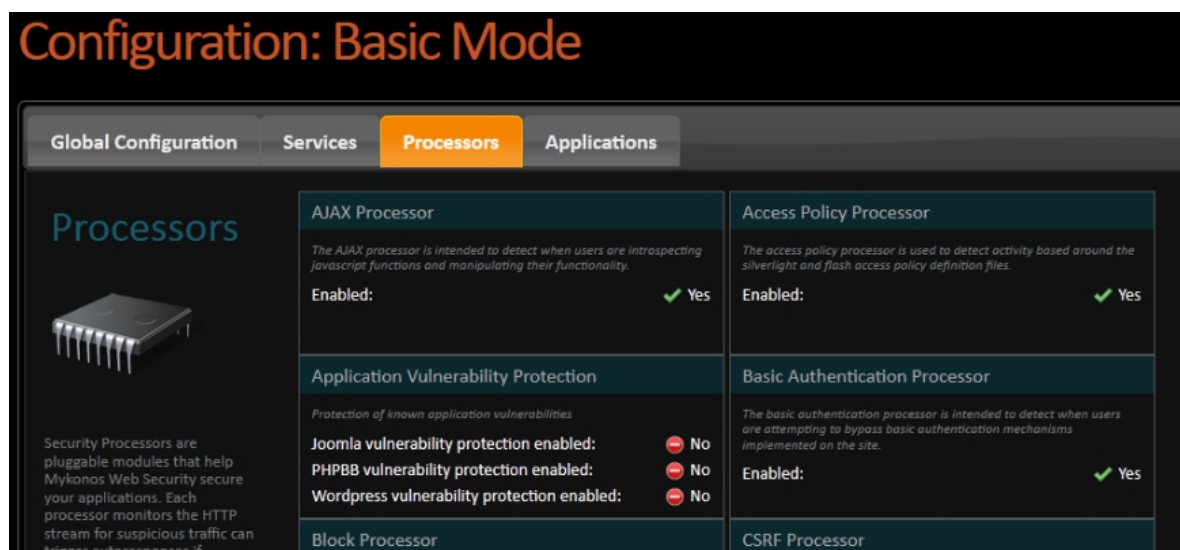 Configuration: Basic Mode
Global Configuration
Services
Processors
Applications
Processors
Security Processors are
pluggable modules that help
Mykonos Web Security secure
your applications. Each
processor monitors the HTTP
stream for suspicious traffic can
trigger autoresponses if
AJAX Processor
The AJAX processor is intended to detect when users are introspecting
javascript functions and manipulating their functionality.
Enabled: Yes
Access Policy Processor
The access policy processor is used to detect activity based around the
silverlight and flash access policy definition files.
Enabled: Yes
Application Vulnerability Protection
Protection of known application vulnerabilities
Joomla vulnerability protection enabled: No
PHPBB vulnerability protection enabled: No
Wordpress vulnerability protection enabled: No
Basic Authentication Processor
The basic authentication processor is intended to detect when users
are attempting to bypass basic authentication mechanisms
implemented on the site.
Enabled: Yes
Block Processor
CSRF Processor